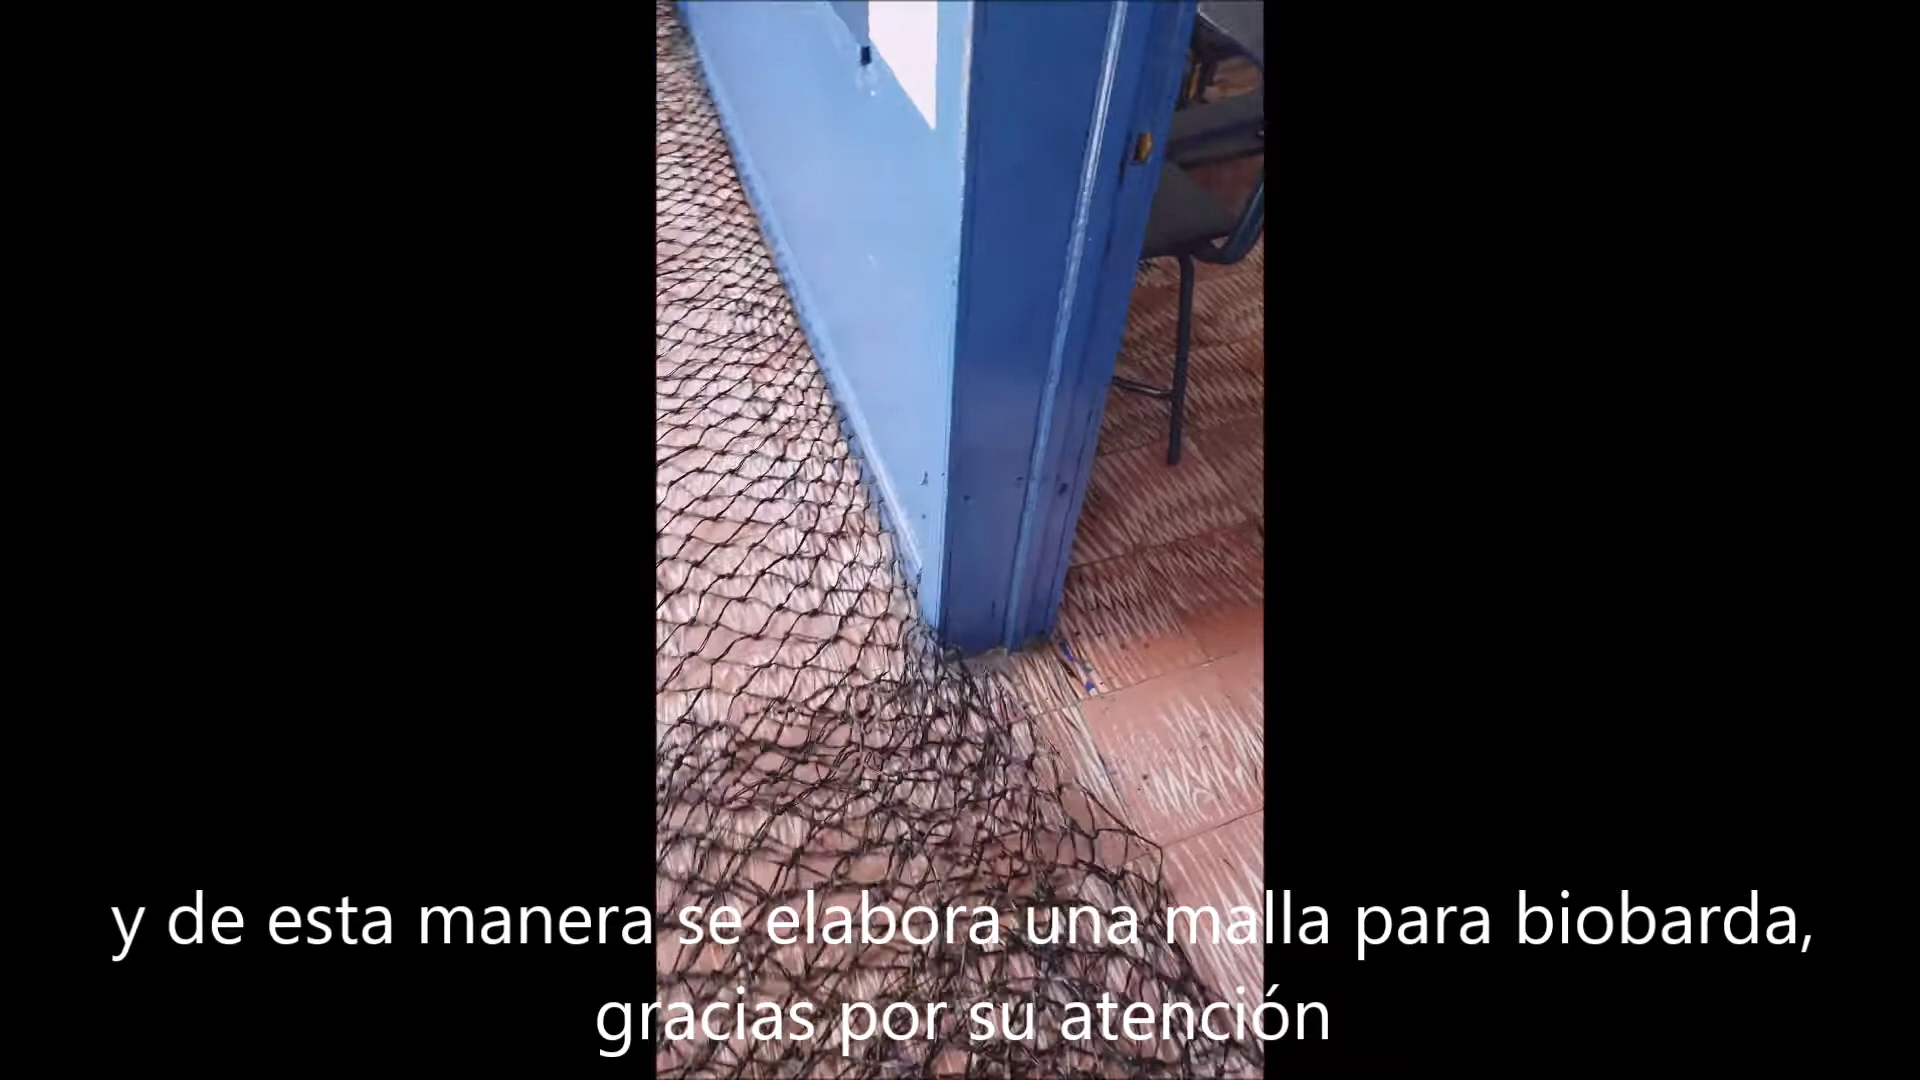 y de esta manera se elabora una malla para biobarda,
gracias por su atención